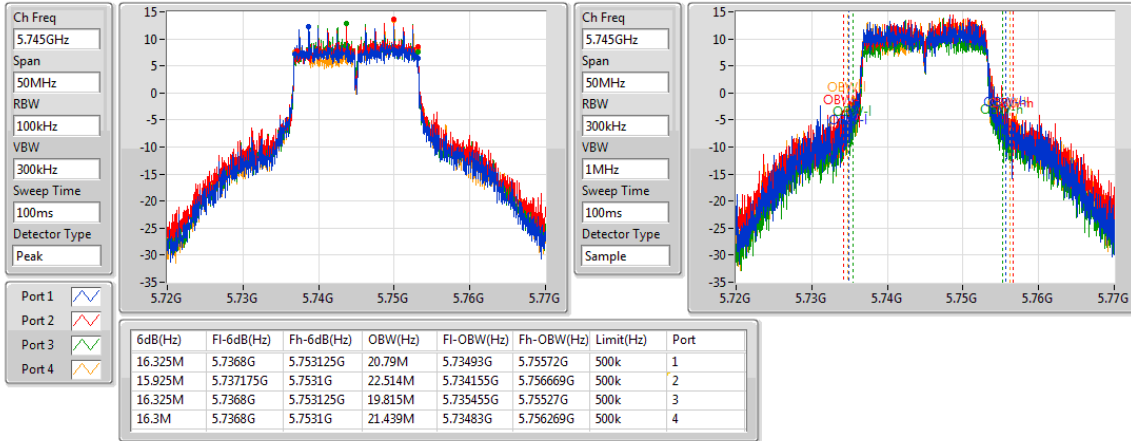 Ch Freq
5.745GHz
Span
50MHz
RBW
100kHz
VBW
300kHz
Sweep Time
100ms
Detector Type
Peak
15
10
5
0
-5
-10
-15
-20
-25
-30
-35
5.72G 5.73G 5.74G 5.75G 5.76G 5.77G
Ch Freq
5.745GHz
Span
50MHz
RBW
300kHz
VBW
1MHz
Sweep Time
100ms
Detector Type
Sample
15
10
5
0
-5
-10
-15
-20
-25
-30
-35
5.72G 5.73G 5.74G 5.75G 5.76G 5.77G
Port 1
Port 2
Port 3
Port 4
6dB(Hz) Fl-6dB(Hz) Fh-6dB(Hz) OBW(Hz) Fl-OBW(Hz) Fh-OBW(Hz) Limit(Hz) Port
16.325M 5.7368G 5.753125G 20.79M 5.73493G 5.75572G 500k 1
15.925M 5.737175G 5.7531G 22.514M 5.734155G 5.756669G 500k 2
16.325M 5.7368G 5.753125G 19.815M 5.735455G 5.75527G 500k 3
16.3M 5.7368G 5.7531G 21.439M 5.73483G 5.756269G 500k 4